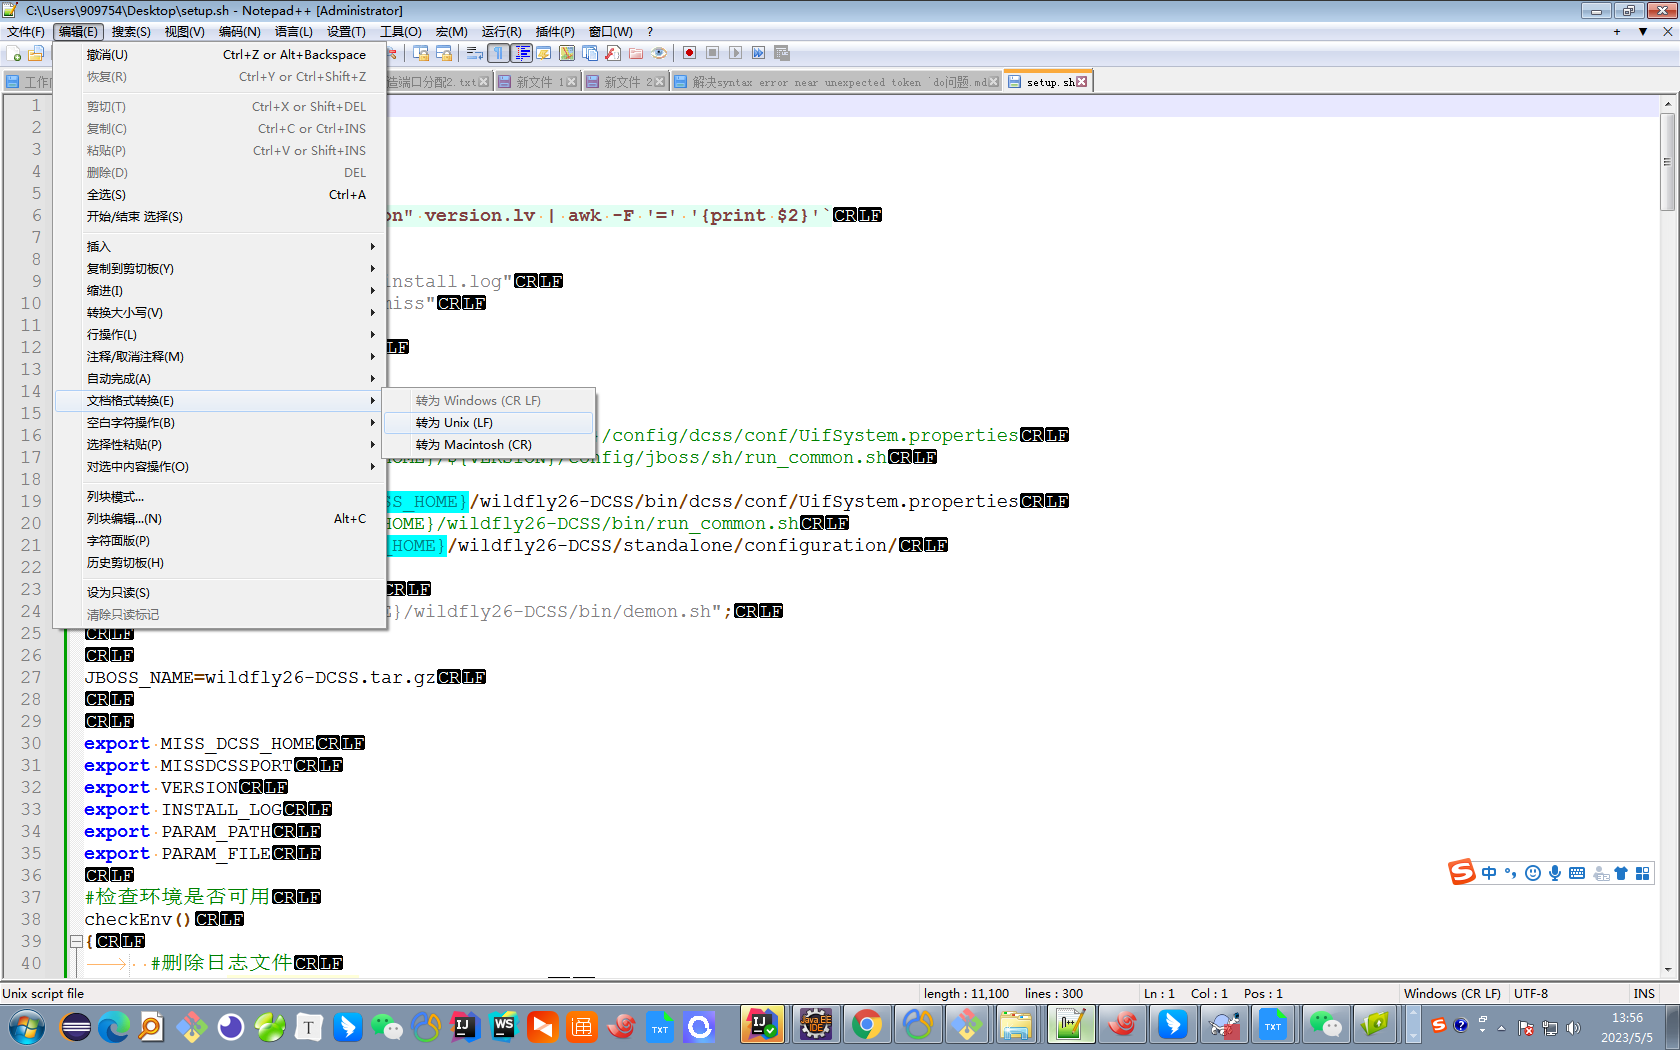 C:\Users\909754\Desktop\setup.sh - Notepad++ [Administrator]
文件(F) 编辑(E) 搜索(S) 视图(V) 编码(N) 语言(L) 设置(T) 工具(O) 宏(M) 运行(R) 插件(P) 窗口(W) ?
工作 造端口分配2.txt 新文件 1 新文件 2 解决syntax error near unexpected token `do问题.md setup.sh
撤消(U) Ctrl+Z or Alt+Backspace
恢复(R) Ctrl+Y or Ctrl+Shift+Z
剪切(T) Ctrl+X or Shift+DEL
复制(C) Ctrl+C or Ctrl+INS
粘贴(P) Ctrl+V or Shift+INS
删除(D) DEL
全选(S) Ctrl+A
开始/结束 选择(S)
插入
复制到剪切板(Y)
缩进(I)
转换大小写(V)
行操作(L)
注释/取消注释(M)
自动完成(A)
文档格式转换(E)
空白字符操作(B)
选择性粘贴(P)
对选中内容操作(O)
列块模式...
列块编辑...(N) Alt+C
字符面版(P)
历史剪切板(H)
设为只读(S)
清除只读标记
转为 Windows (CR LF)
转为 Unix (LF)
转为 Macintosh (CR)
1
2
3
4
5
6 on" version.lv | awk -F '=' '{print $2}'`CRLF
7
8
9 nstall.log"CRLF
10 miss"CRLF
11
12 LF
13
14
15
16 }/config/dcss/conf/UifSystem.propertiesCRLF
17 HOME}/${VERSION}/config/jboss/sh/run_common.shCRLF
18
19 SS_HOME}/wildfly26-DCSS/bin/dcss/conf/UifSystem.propertiesCRLF
20 HOME}/wildfly26-DCSS/bin/run_common.shCRLF
21 _HOME}/wildfly26-DCSS/standalone/configuration/CRLF
22
23 CRLF
24 E}/wildfly26-DCSS/bin/demon.sh";CRLF
25 CRLF
26 CRLF
27 JBOSS_NAME=wildfly26-DCSS.tar.gzCRLF
28 CRLF
29 CRLF
30 export MISS_DCSS_HOMECRLF
31 export MISSDCSSPORTCRLF
32 export VERSIONCRLF
33 export INSTALL_LOGCRLF
34 export PARAM_PATHCRLF
35 export PARAM_FILECRLF
36 CRLF
37 #检查环境是否可用CRLF
38 checkEnv()CRLF
39 {CRLF
40 #删除日志文件CRLF
中
Unix script file length : 11,100 lines : 300 Ln : 1 Col : 1 Pos : 1 Windows (CR LF) UTF-8 INS
13:56
2023/5/5